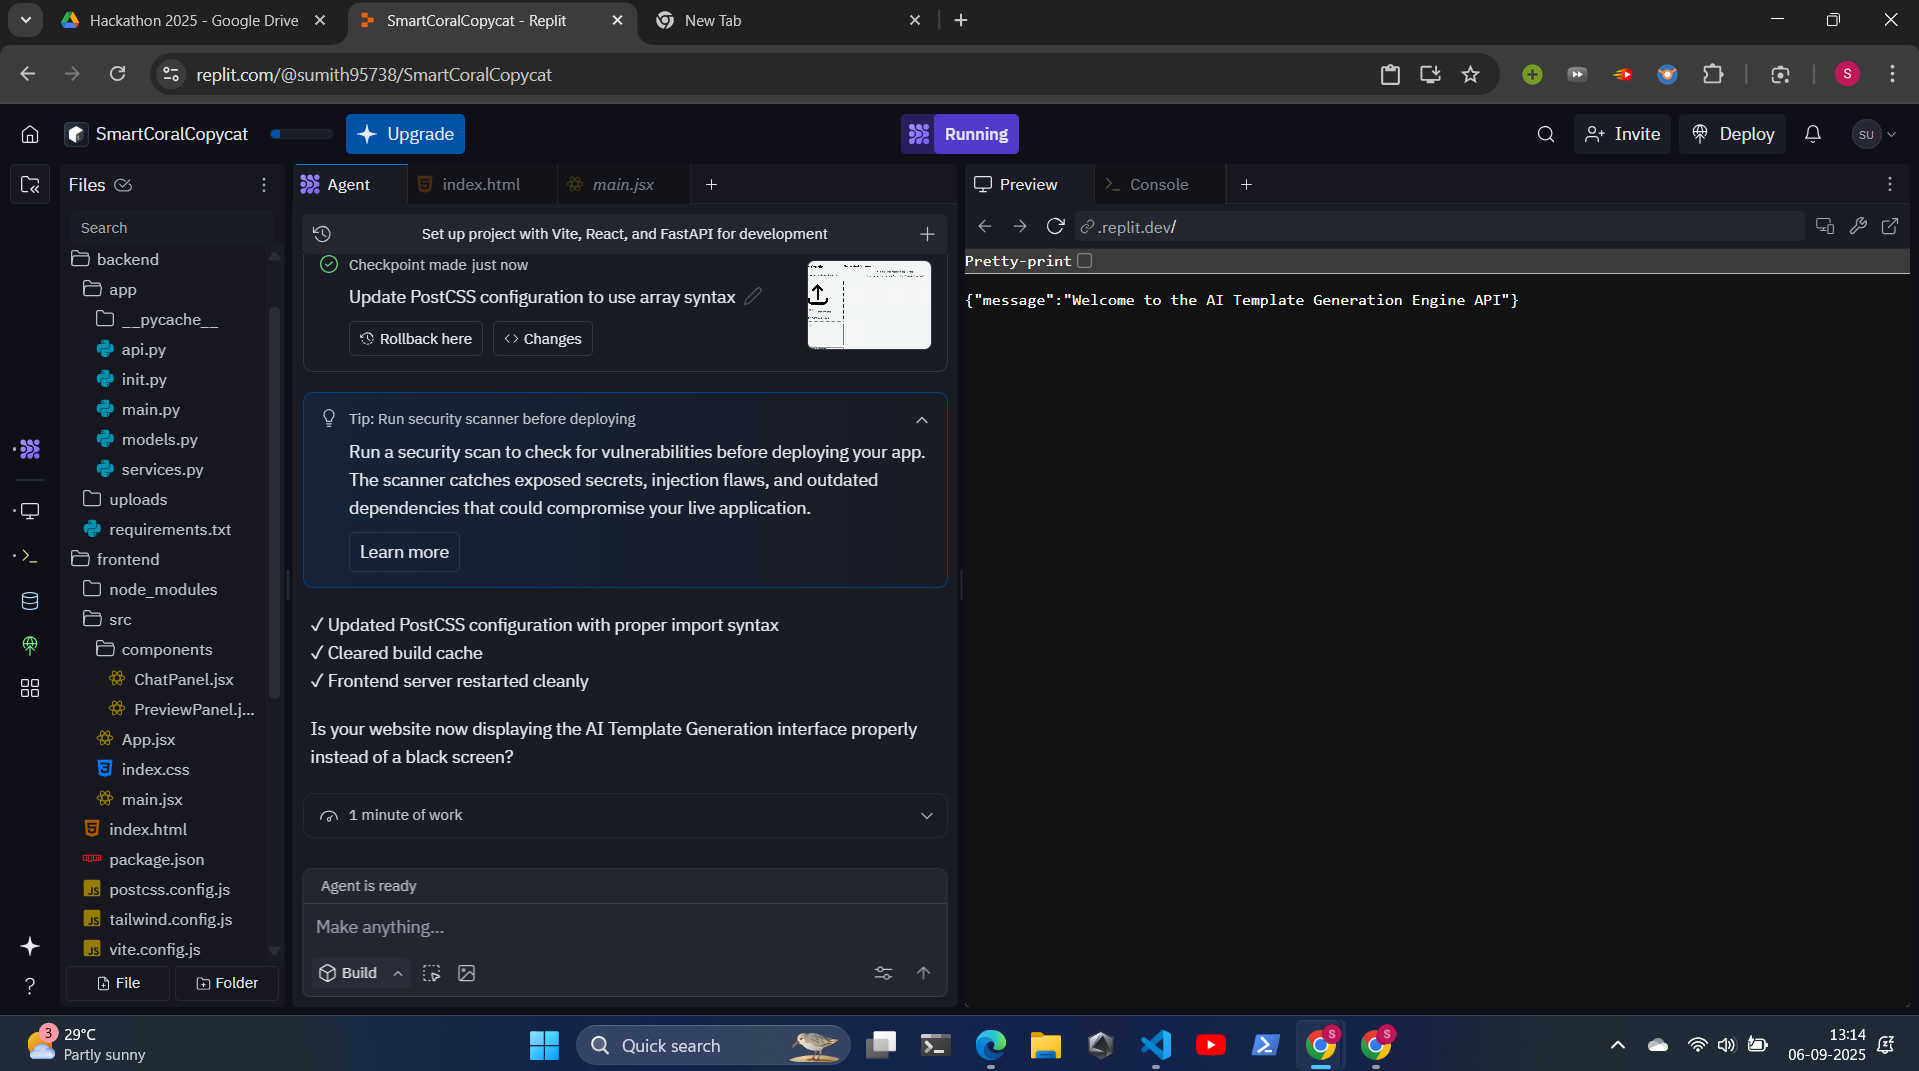 Hackathon 2025 - Google Drive
SmartCoralCopycat - Replit
New Tab
replit.com/@sumith95738/SmartCoralCopycat
S
SmartCoralCopycat
Upgrade
Running
Invite
Deploy
SU
Files
Agent
index.html
main.jsx
Preview
Console
Search
Set up project with Vite, React, and FastAPI for development
.replit.dev/
backend
app
__pycache__
api.py
init.py
main.py
models.py
services.py
uploads
requirements.txt
frontend
node_modules
src
components
ChatPanel.jsx
PreviewPanel.j...
App.jsx
index.css
main.jsx
index.html
package.json
postcss.config.js
tailwind.config.js
vite.config.js
File
Folder
Checkpoint made just now
Update PostCSS configuration to use array syntax
Rollback here
Changes
Tip: Run security scanner before deploying
Run a security scan to check for vulnerabilities before deploying your app.
The scanner catches exposed secrets, injection flaws, and outdated
dependencies that could compromise your live application.
Learn more
✓ Updated PostCSS configuration with proper import syntax
✓ Cleared build cache
✓ Frontend server restarted cleanly
Is your website now displaying the AI Template Generation interface properly
instead of a black screen?
1 minute of work
Agent is ready
Make anything...
Build
Pretty-print
{"message":"Welcome to the AI Template Generation Engine API"}
3
29°C
Partly sunny
Quick search
S
S
13:14
06-09-2025